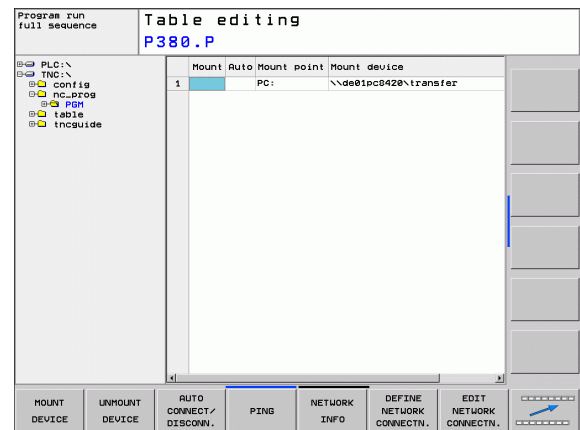 Program run
full sequence
Table editing
P380.P
PLC:\
TNC:\
config
nc_prog
PGM
table
tncguide
Mount Auto Mount point Mount device
1 PC: \\de01pc8420\transfer
MOUNT
DEVICE
UNMOUNT
DEVICE
AUTO
CONNECT/
DISCONN.
PING
NETWORK
INFO
DEFINE
NETWORK
CONNECTN.
EDIT
NETWORK
CONNECTN.